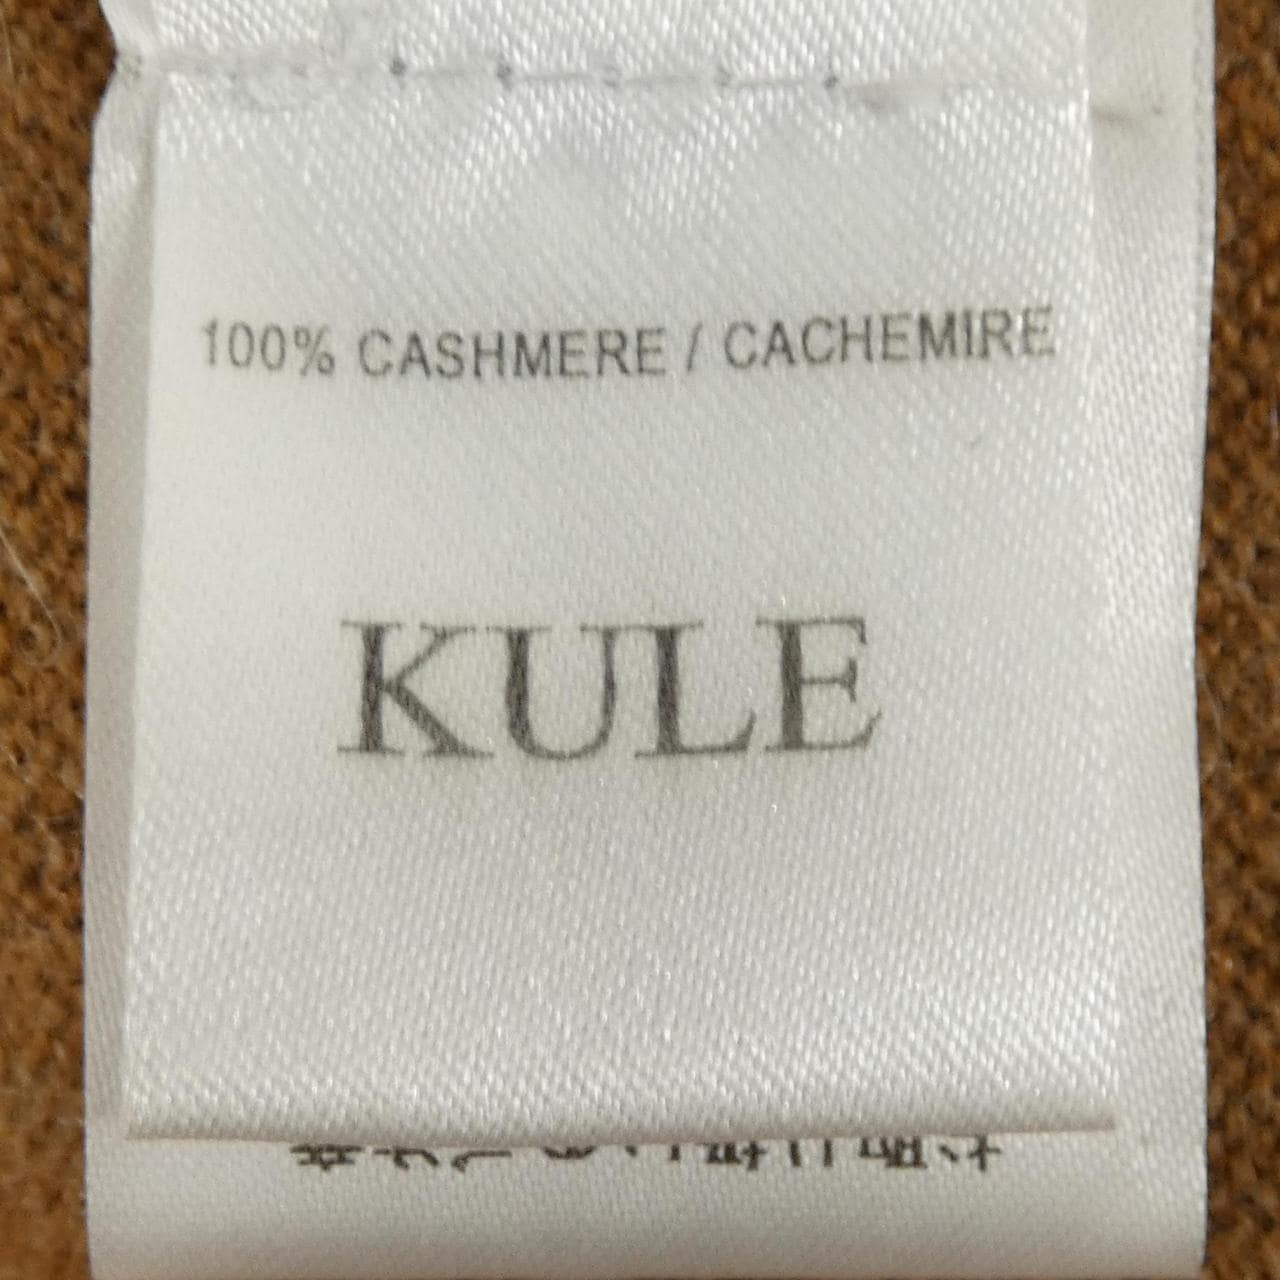 100% CASHMERE / CACHEMIRE
KULE